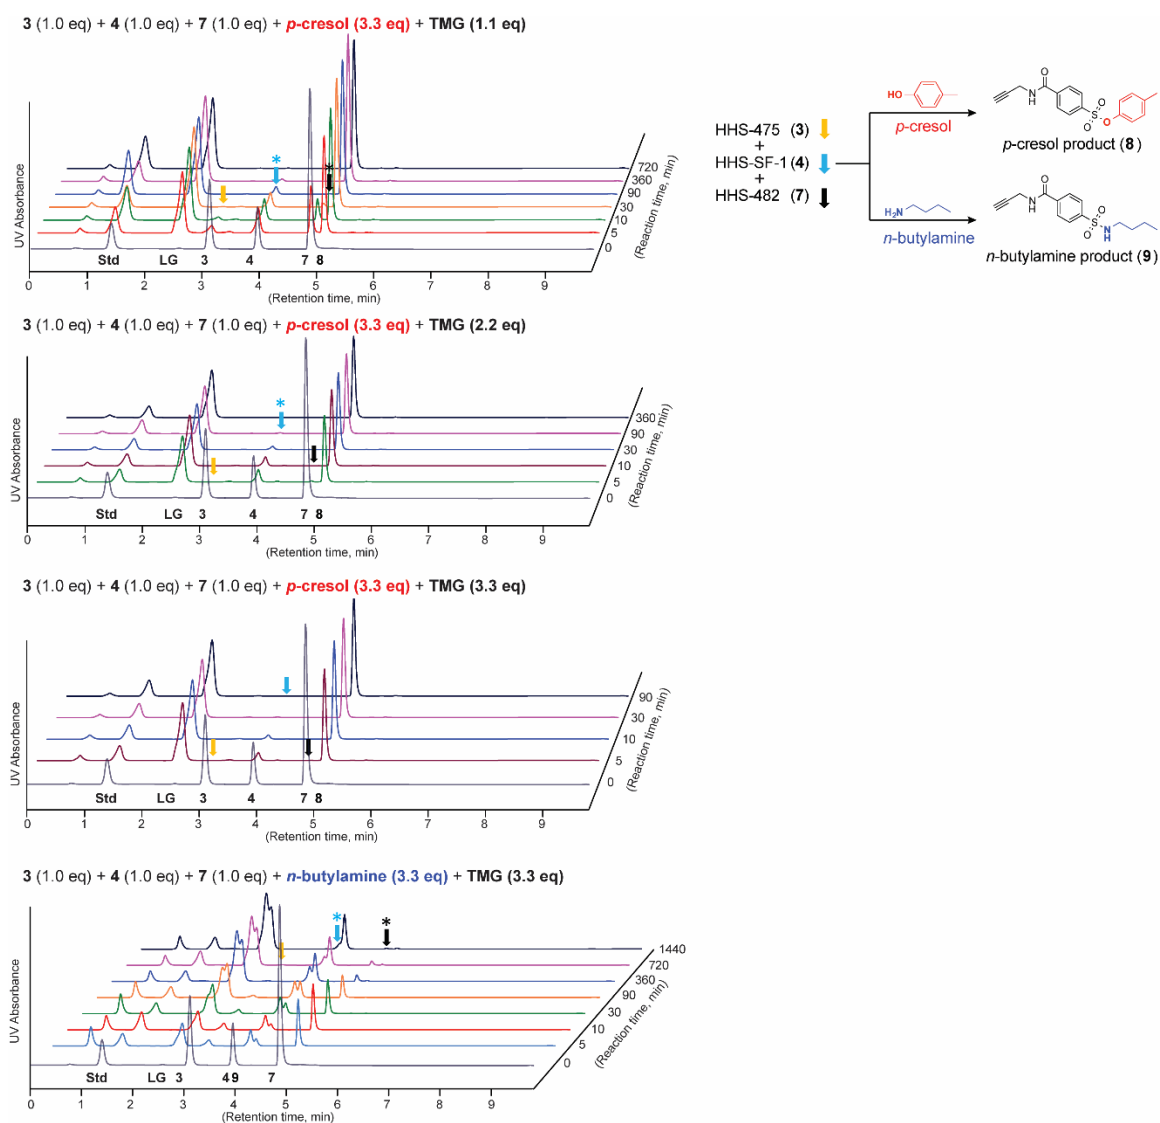 3 (1.0 eq) + 4 (1.0 eq) + 7 (1.0 eq) + p-cresol (3.3 eq) + TMG (1.1 eq)
UV Absorbance
*
*
720
360
90
30
10
5
0
(Reaction time, min)
Std LG 3 4 7 8
0 1 2 3 4 5 6 7 8 9
(Retention time, min)
HHS-475 (3)
+
HHS-SF-1 (4)
+
HHS-482 (7)
HO
p-cresol
O
N
H
S
O
O
O
p-cresol product (8)
H2N
n-butylamine
O
N
H
S
O
O
N
H
n-butylamine product (9)
3 (1.0 eq) + 4 (1.0 eq) + 7 (1.0 eq) + p-cresol (3.3 eq) + TMG (2.2 eq)
UV Absorbance
*
360
90
30
10
5
0
(Reaction time, min)
Std LG 3 4 7 8
0 1 2 3 4 5 6 7 8 9
(Retention time, min)
3 (1.0 eq) + 4 (1.0 eq) + 7 (1.0 eq) + p-cresol (3.3 eq) + TMG (3.3 eq)
UV Absorbance
90
30
10
5
0
(Reaction time, min)
Std LG 3 4 7 8
0 1 2 3 4 5 6 7 8 9
(Retention time, min)
3 (1.0 eq) + 4 (1.0 eq) + 7 (1.0 eq) + n-butylamine (3.3 eq) + TMG (3.3 eq)
UV Absorbance
*
*
1440
720
360
90
30
10
5
0
(Reaction time, min)
Std LG 3 4 9 7
0 1 2 3 4 5 6 7 8 9
(Retention time, min)